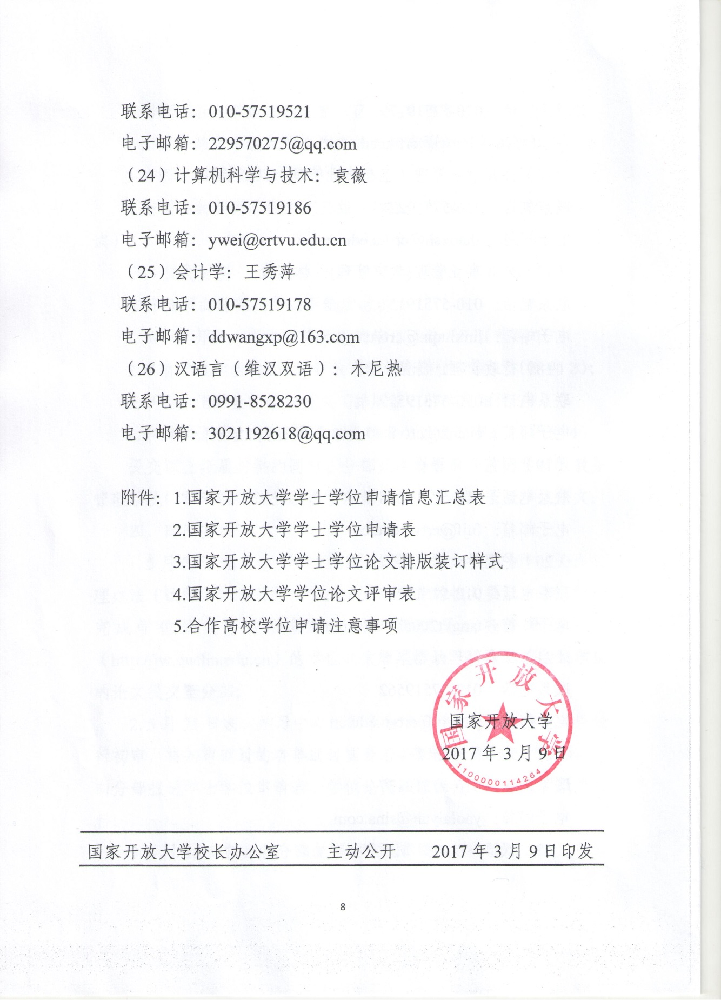 联系电话：010-57519521
电子邮箱：229570275@qq.com
（24）计算机科学与技术：袁薇
联系电话：010-57519186
电子邮箱：ywei@crtvu.edu.cn
（25）会计学：王秀萍
联系电话：010-57519178
电子邮箱：ddwangxp@163.com
（26）汉语言（维汉双语）：木尼热
联系电话：0991-8528230
电子邮箱：3021192618@qq.com
附件：1.国家开放大学学士学位申请信息汇总表
2.国家开放大学学士学位申请表
3.国家开放大学学士学位论文排版装订样式
4.国家开放大学学位论文评审表
5.合作高校学位申请注意事项
国家开放大学
国家开放大学
2017 年 3 月 9 日
1100000114264
国家开放大学校长办公室 主动公开 2017 年 3 月 9 日印发
8